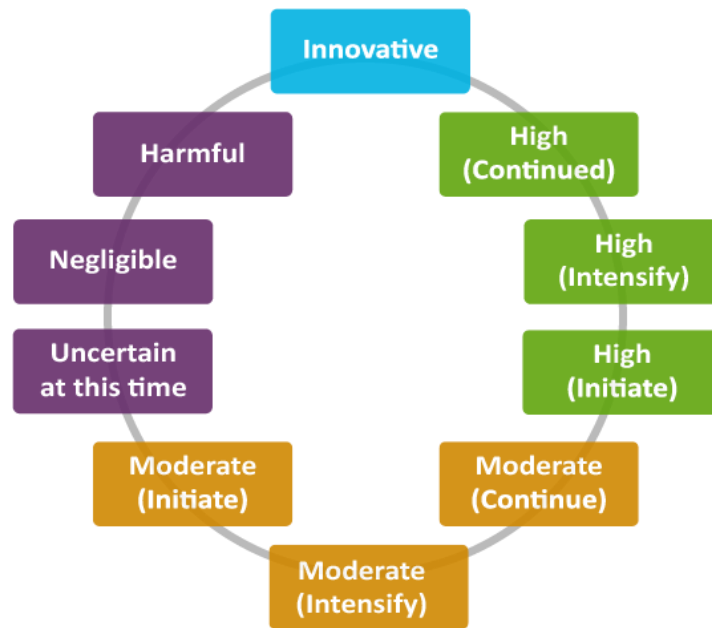 Innovative
High
(Continued)
High
(Intensify)
High
(Initiate)
Moderate
(Continue)
Moderate
(Intensify)
Moderate
(Initiate)
Uncertain
at this time
Negligible
Harmful